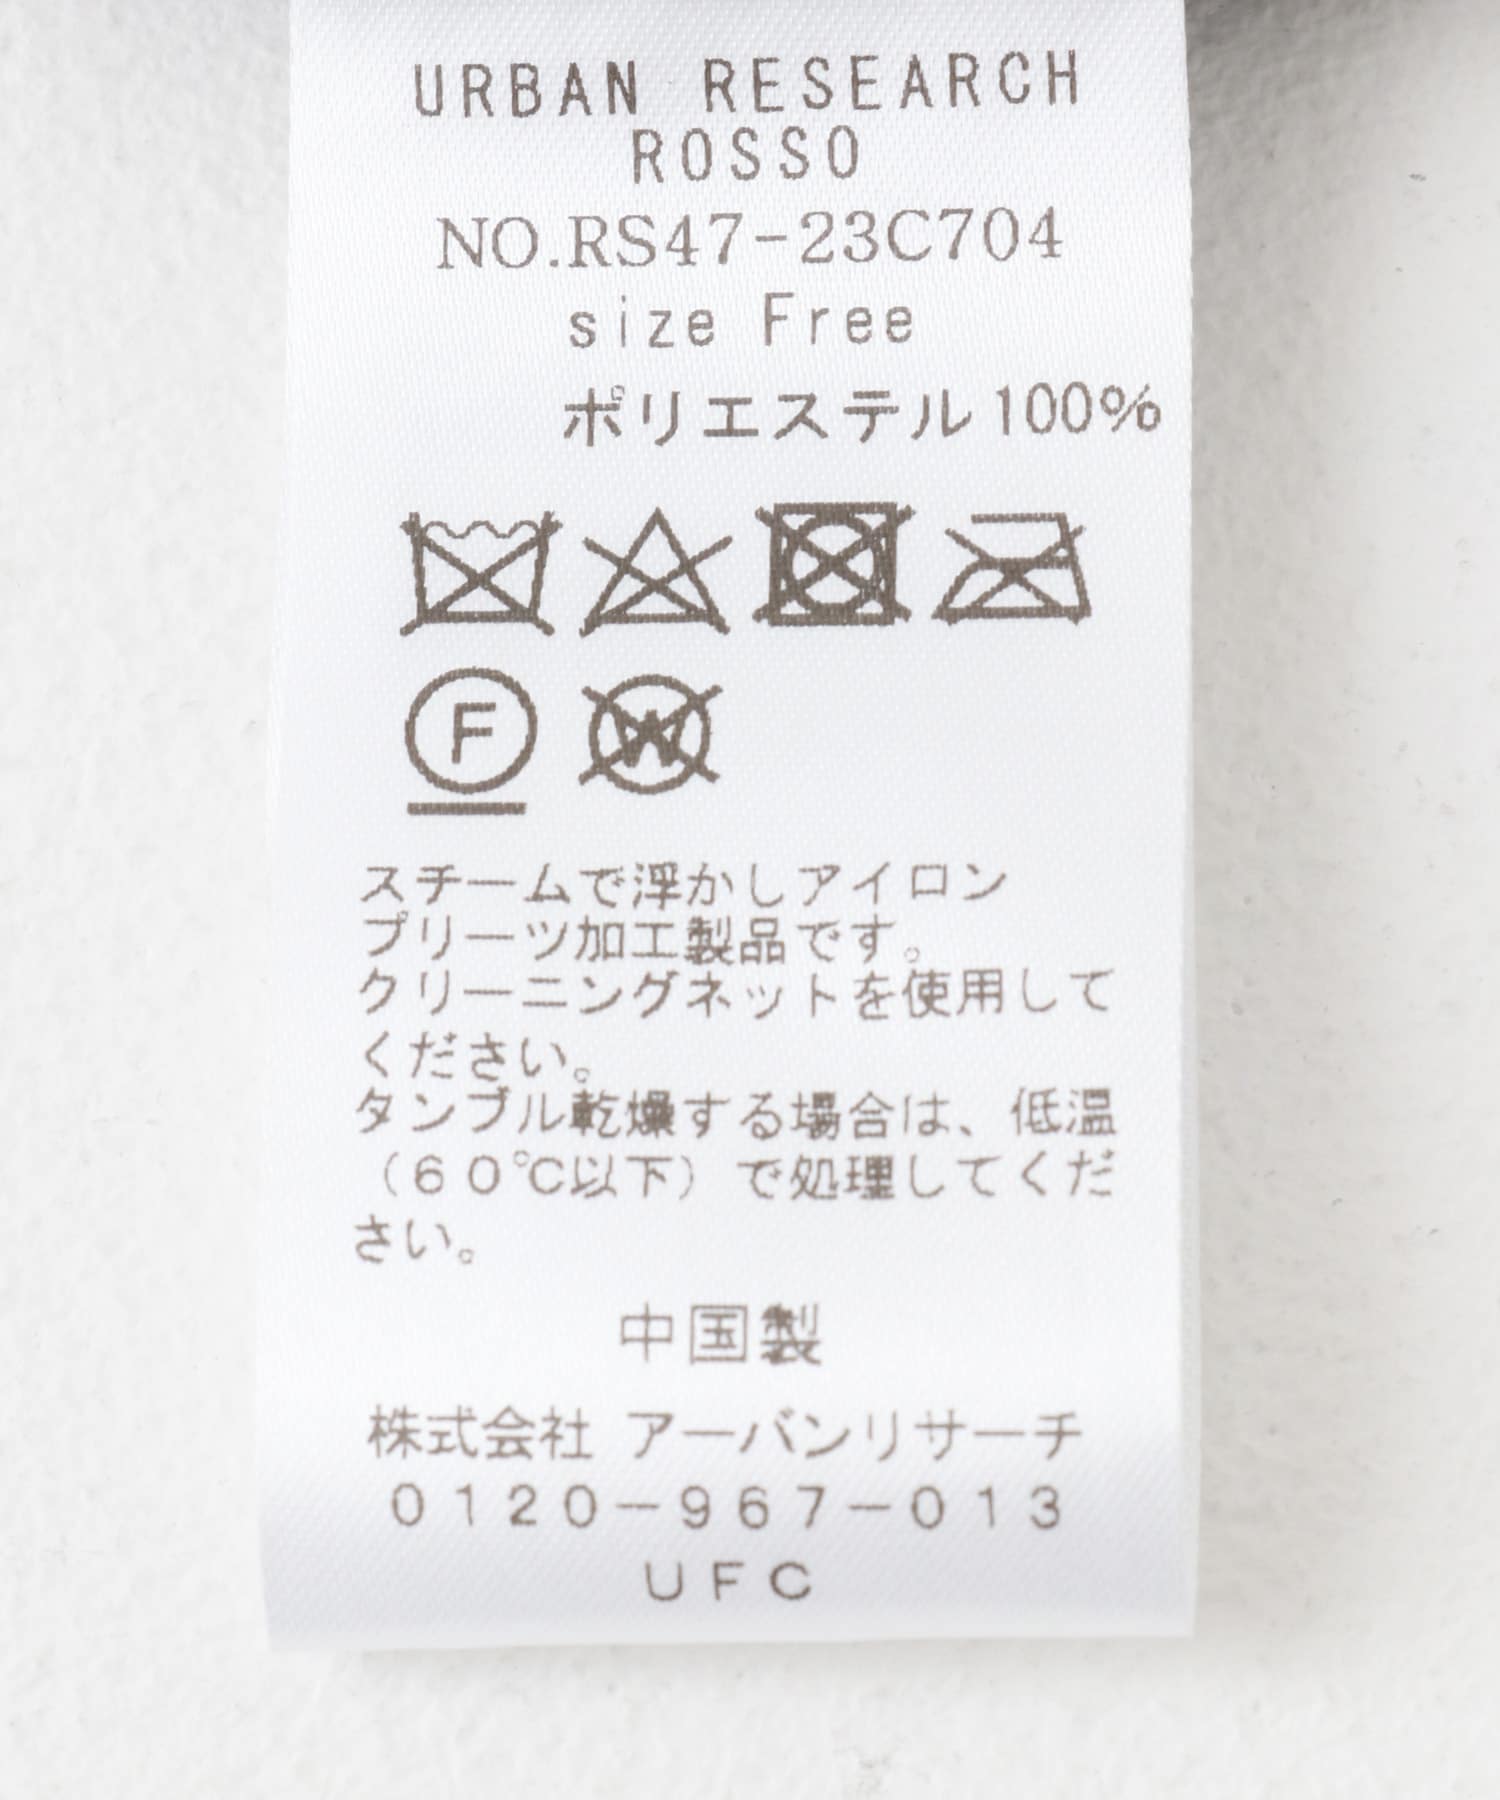 URBAN RESEARCH
ROSSO
NO.RS47-23C704
size Free
ポリエステル100%
F
W
スチームで浮かしアイロン
プリーツ加工製品です。
クリーニングネットを使用して
ください。
タンブル乾燥する場合は、低温
（60℃以下）で処理してくだ
さい。
中国製
株式会社 アーバンリサーチ
0120-967-013
UFC